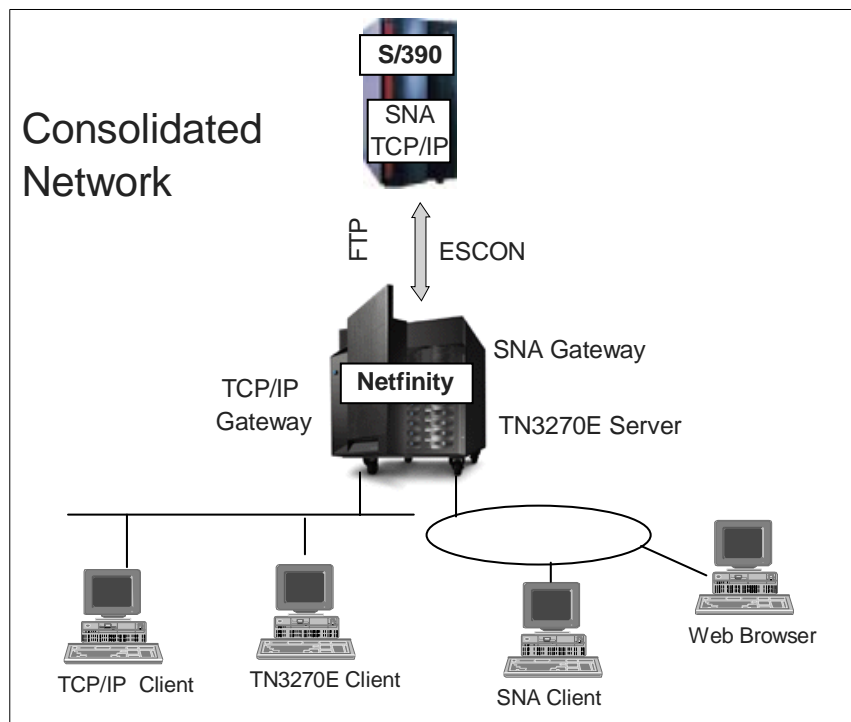 S/390
SNA
TCP/IP
Consolidated
Network
FTP
ESCON
SNA Gateway
Netfinity
TCP/IP
Gateway
TN3270E Server
Web Browser
TCP/IP Client
TN3270E Client
SNA Client